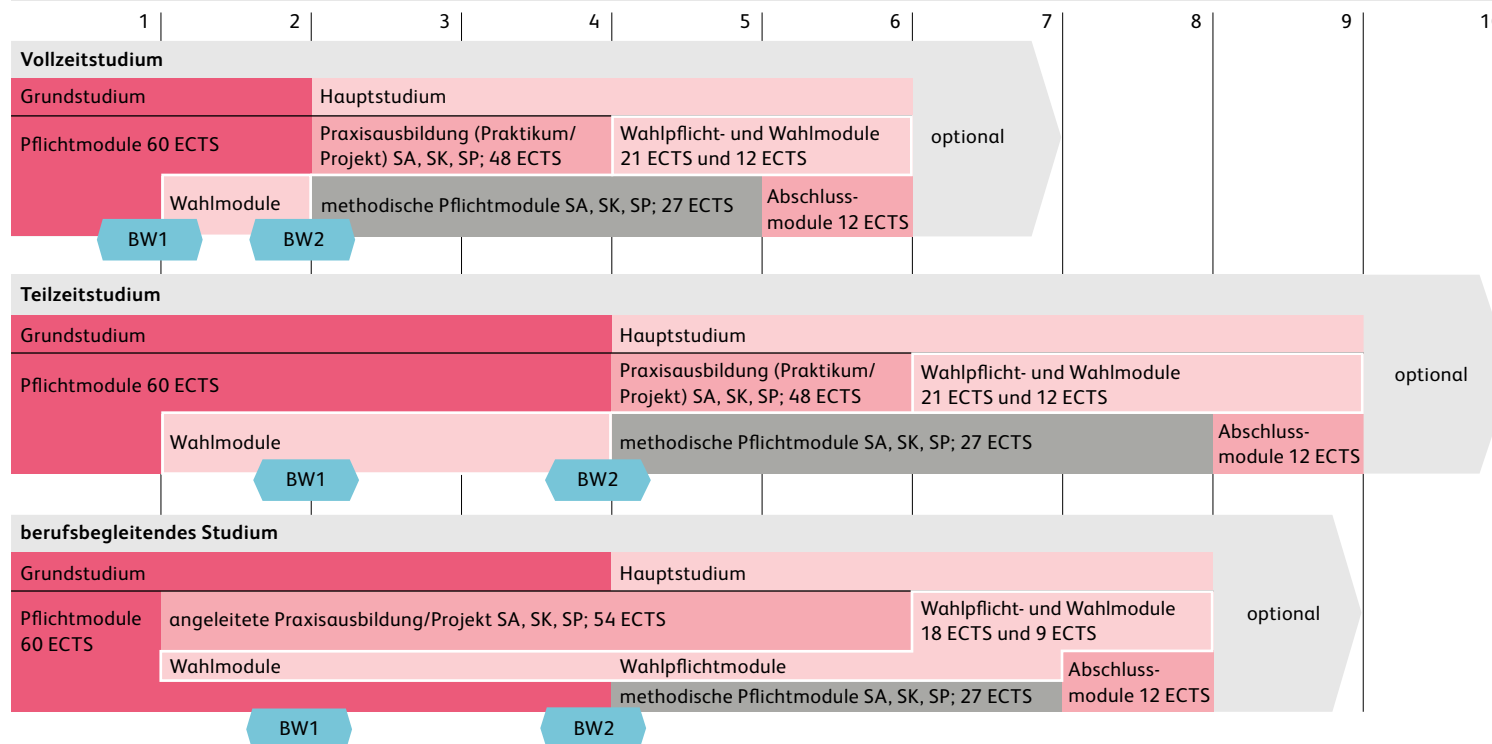 1 2 3 4 5 6 7 8 9 10
Vollzeitstudium
Grundstudium
Hauptstudium
Pflichtmodule 60 ECTS
Praxisausbildung (Praktikum/
Projekt) SA, SK, SP; 48 ECTS
Wahlpflicht- und Wahlmodule
21 ECTS und 12 ECTS
optional
Wahlmodule
methodische Pflichtmodule SA, SK, SP; 27 ECTS
Abschluss-
module 12 ECTS
BW1
BW2
Teilzeitstudium
Grundstudium
Hauptstudium
Pflichtmodule 60 ECTS
Praxisausbildung (Praktikum/
Projekt) SA, SK, SP; 48 ECTS
Wahlpflicht- und Wahlmodule
21 ECTS und 12 ECTS
optional
Wahlmodule
methodische Pflichtmodule SA, SK, SP; 27 ECTS
Abschluss-
module 12 ECTS
BW1
BW2
berufsbegleitendes Studium
Grundstudium
Hauptstudium
Pflichtmodule
60 ECTS
angeleitete Praxisausbildung/Projekt SA, SK, SP; 54 ECTS
Wahlpflicht- und Wahlmodule
18 ECTS und 9 ECTS
optional
Wahlmodule
Wahlpflichtmodule
methodische Pflichtmodule SA, SK, SP; 27 ECTS
Abschluss-
module 12 ECTS
BW1
BW2